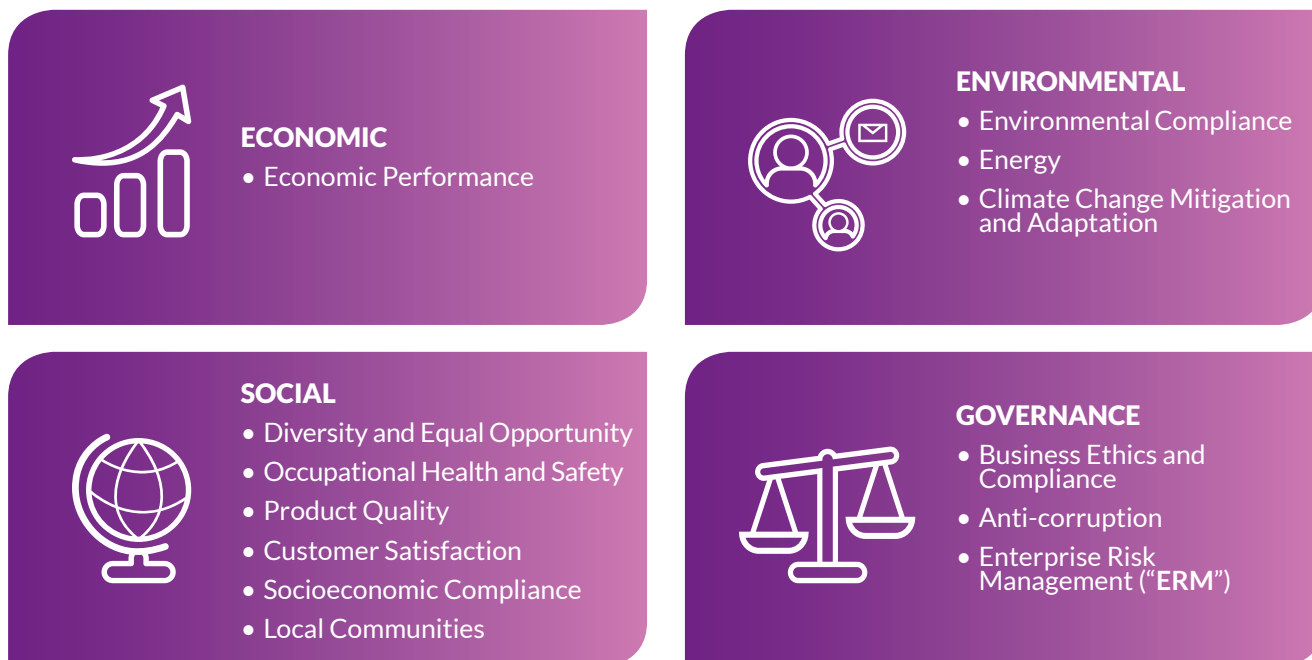 ECONOMIC
• Economic Performance
ENVIRONMENTAL
• Environmental Compliance
• Energy
• Climate Change Mitigation
and Adaptation
SOCIAL
• Diversity and Equal Opportunity
• Occupational Health and Safety
• Product Quality
• Customer Satisfaction
• Socioeconomic Compliance
• Local Communities
GOVERNANCE
• Business Ethics and
Compliance
• Anti-corruption
• Enterprise Risk
Management (“ERM”)